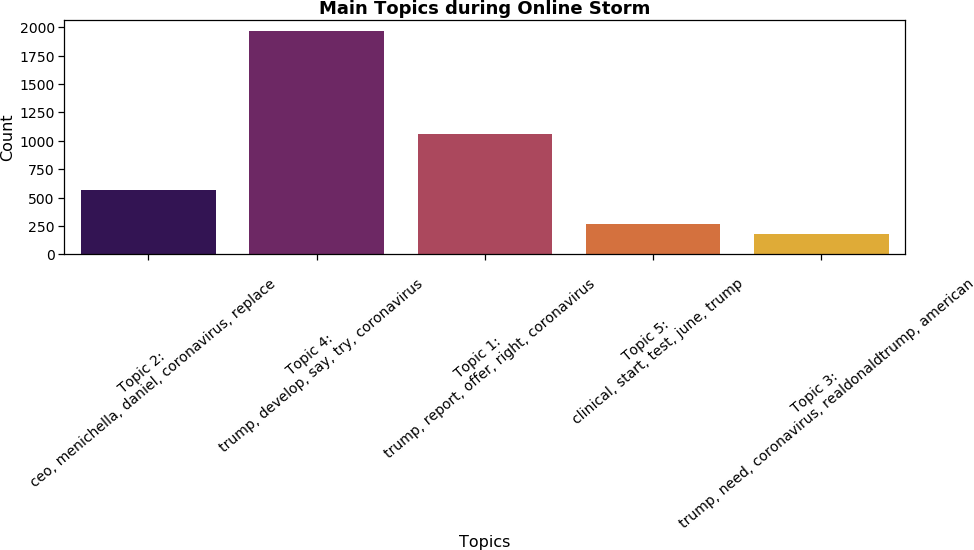 Main Topics during Online Storm
Count
2000
1750
1500
1250
1000
750
500
250
0
Topic 2:
ceo, menichella, daniel, coronavirus, replace
Topic 4:
trump, develop, say, try, coronavirus
Topic 1:
trump, report, offer, right, coronavirus
Topic 5:
clinical, start, test, june, trump
Topic 3:
trump, need, coronavirus, realdonaldtrump, american
Topics